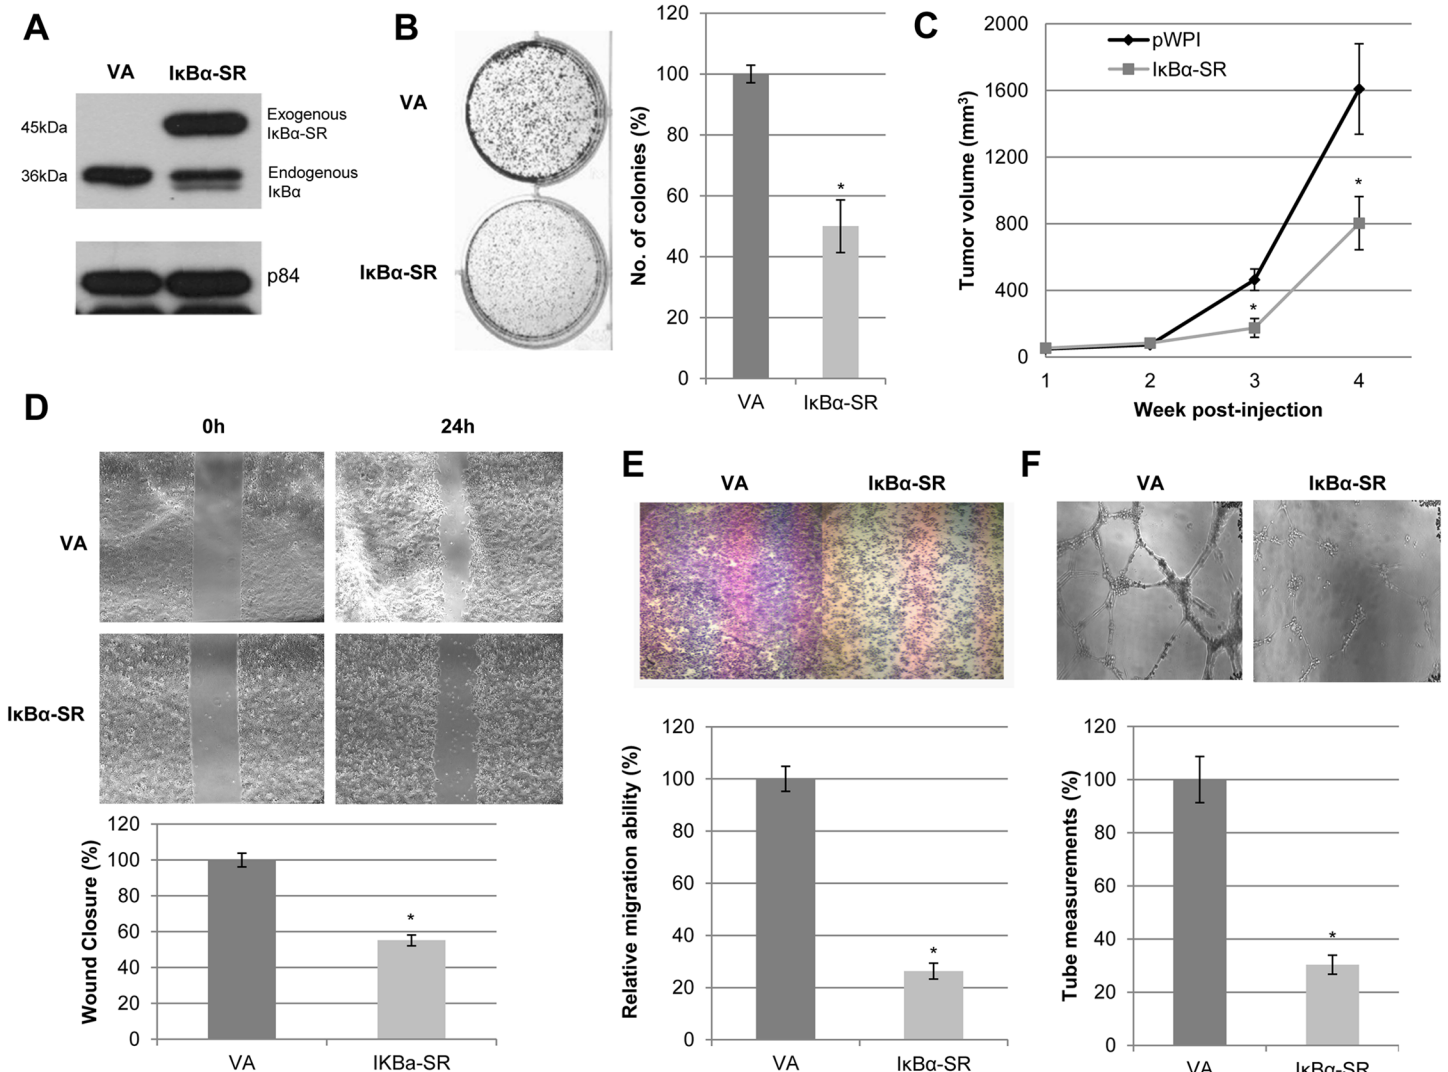 A
VA IκBα-SR
45kDa
Exogenous
IκBα-SR
36kDa
Endogenous
IκBα
p84
B
VA
IκBα-SR
No. of colonies (%)
120
100
80
60
40
20
0
*
VA IκBα-SR
C
Tumor volume (mm³)
2000
1600
1200
800
400
0
pWPI
IκBα-SR
*
*
1 2 3 4
Week post-injection
D
0h 24h
VA
IκBα-SR
Wound Closure (%)
120
100
80
60
40
20
0
*
VA IKBa-SR
E
VA IκBα-SR
Relative migration ability (%)
120
100
80
60
40
20
0
*
VA IκBα-SR
F
VA IκBα-SR
Tube measurements (%)
120
100
80
60
40
20
0
*
VA IκBα-SR